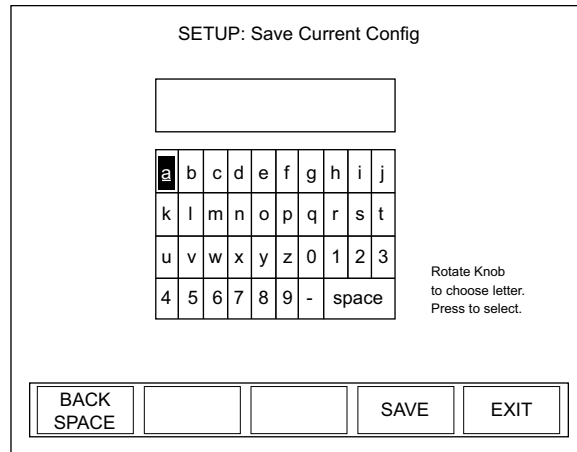 SETUP: Save Current Config
a b c d e f g h i j
k l m n o p q r s t
u v w x y z 0 1 2 3
4 5 6 7 8 9 - space
Rotate Knob
to choose letter.
Press to select.
BACK
SPACE
SAVE
EXIT